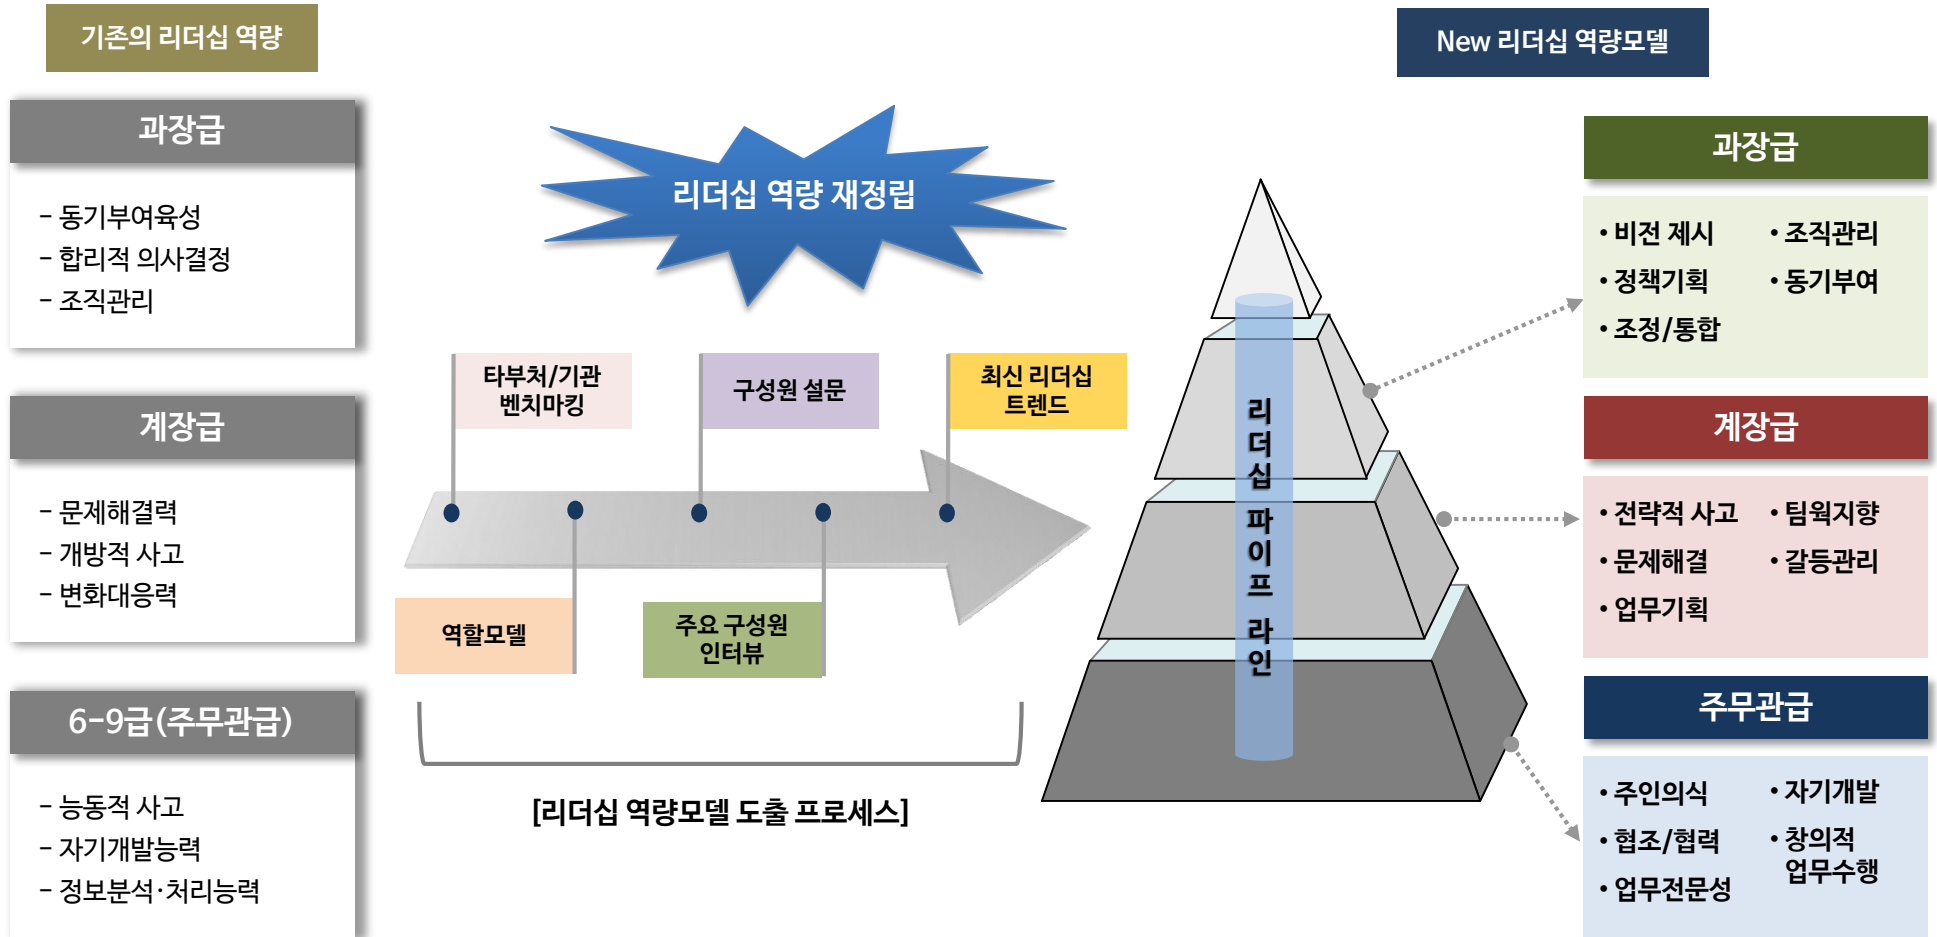 기존의 리더십 역량
과장급
- 동기부여육성
- 합리적 의사결정
- 조직관리
계장급
- 문제해결력
- 개방적 사고
- 변화대응력
6-9급(주무관급)
- 능동적 사고
- 자기개발능력
- 정보분석·처리능력
리더십 역량 재정립
타부처/기관
벤치마킹
구성원 설문
최신 리더십
트렌드
역할모델
주요 구성원
인터뷰
[리더십 역량모델 도출 프로세스]
리더십 파이프 라인
New 리더십 역량모델
과장급
• 비전 제시
• 정책기획
• 조정/통합
• 조직관리
• 동기부여
계장급
• 전략적 사고
• 문제해결
• 업무기획
• 팀웍지향
• 갈등관리
주무관급
• 주인의식
• 협조/협력
• 업무전문성
• 자기개발
• 창의적
업무수행